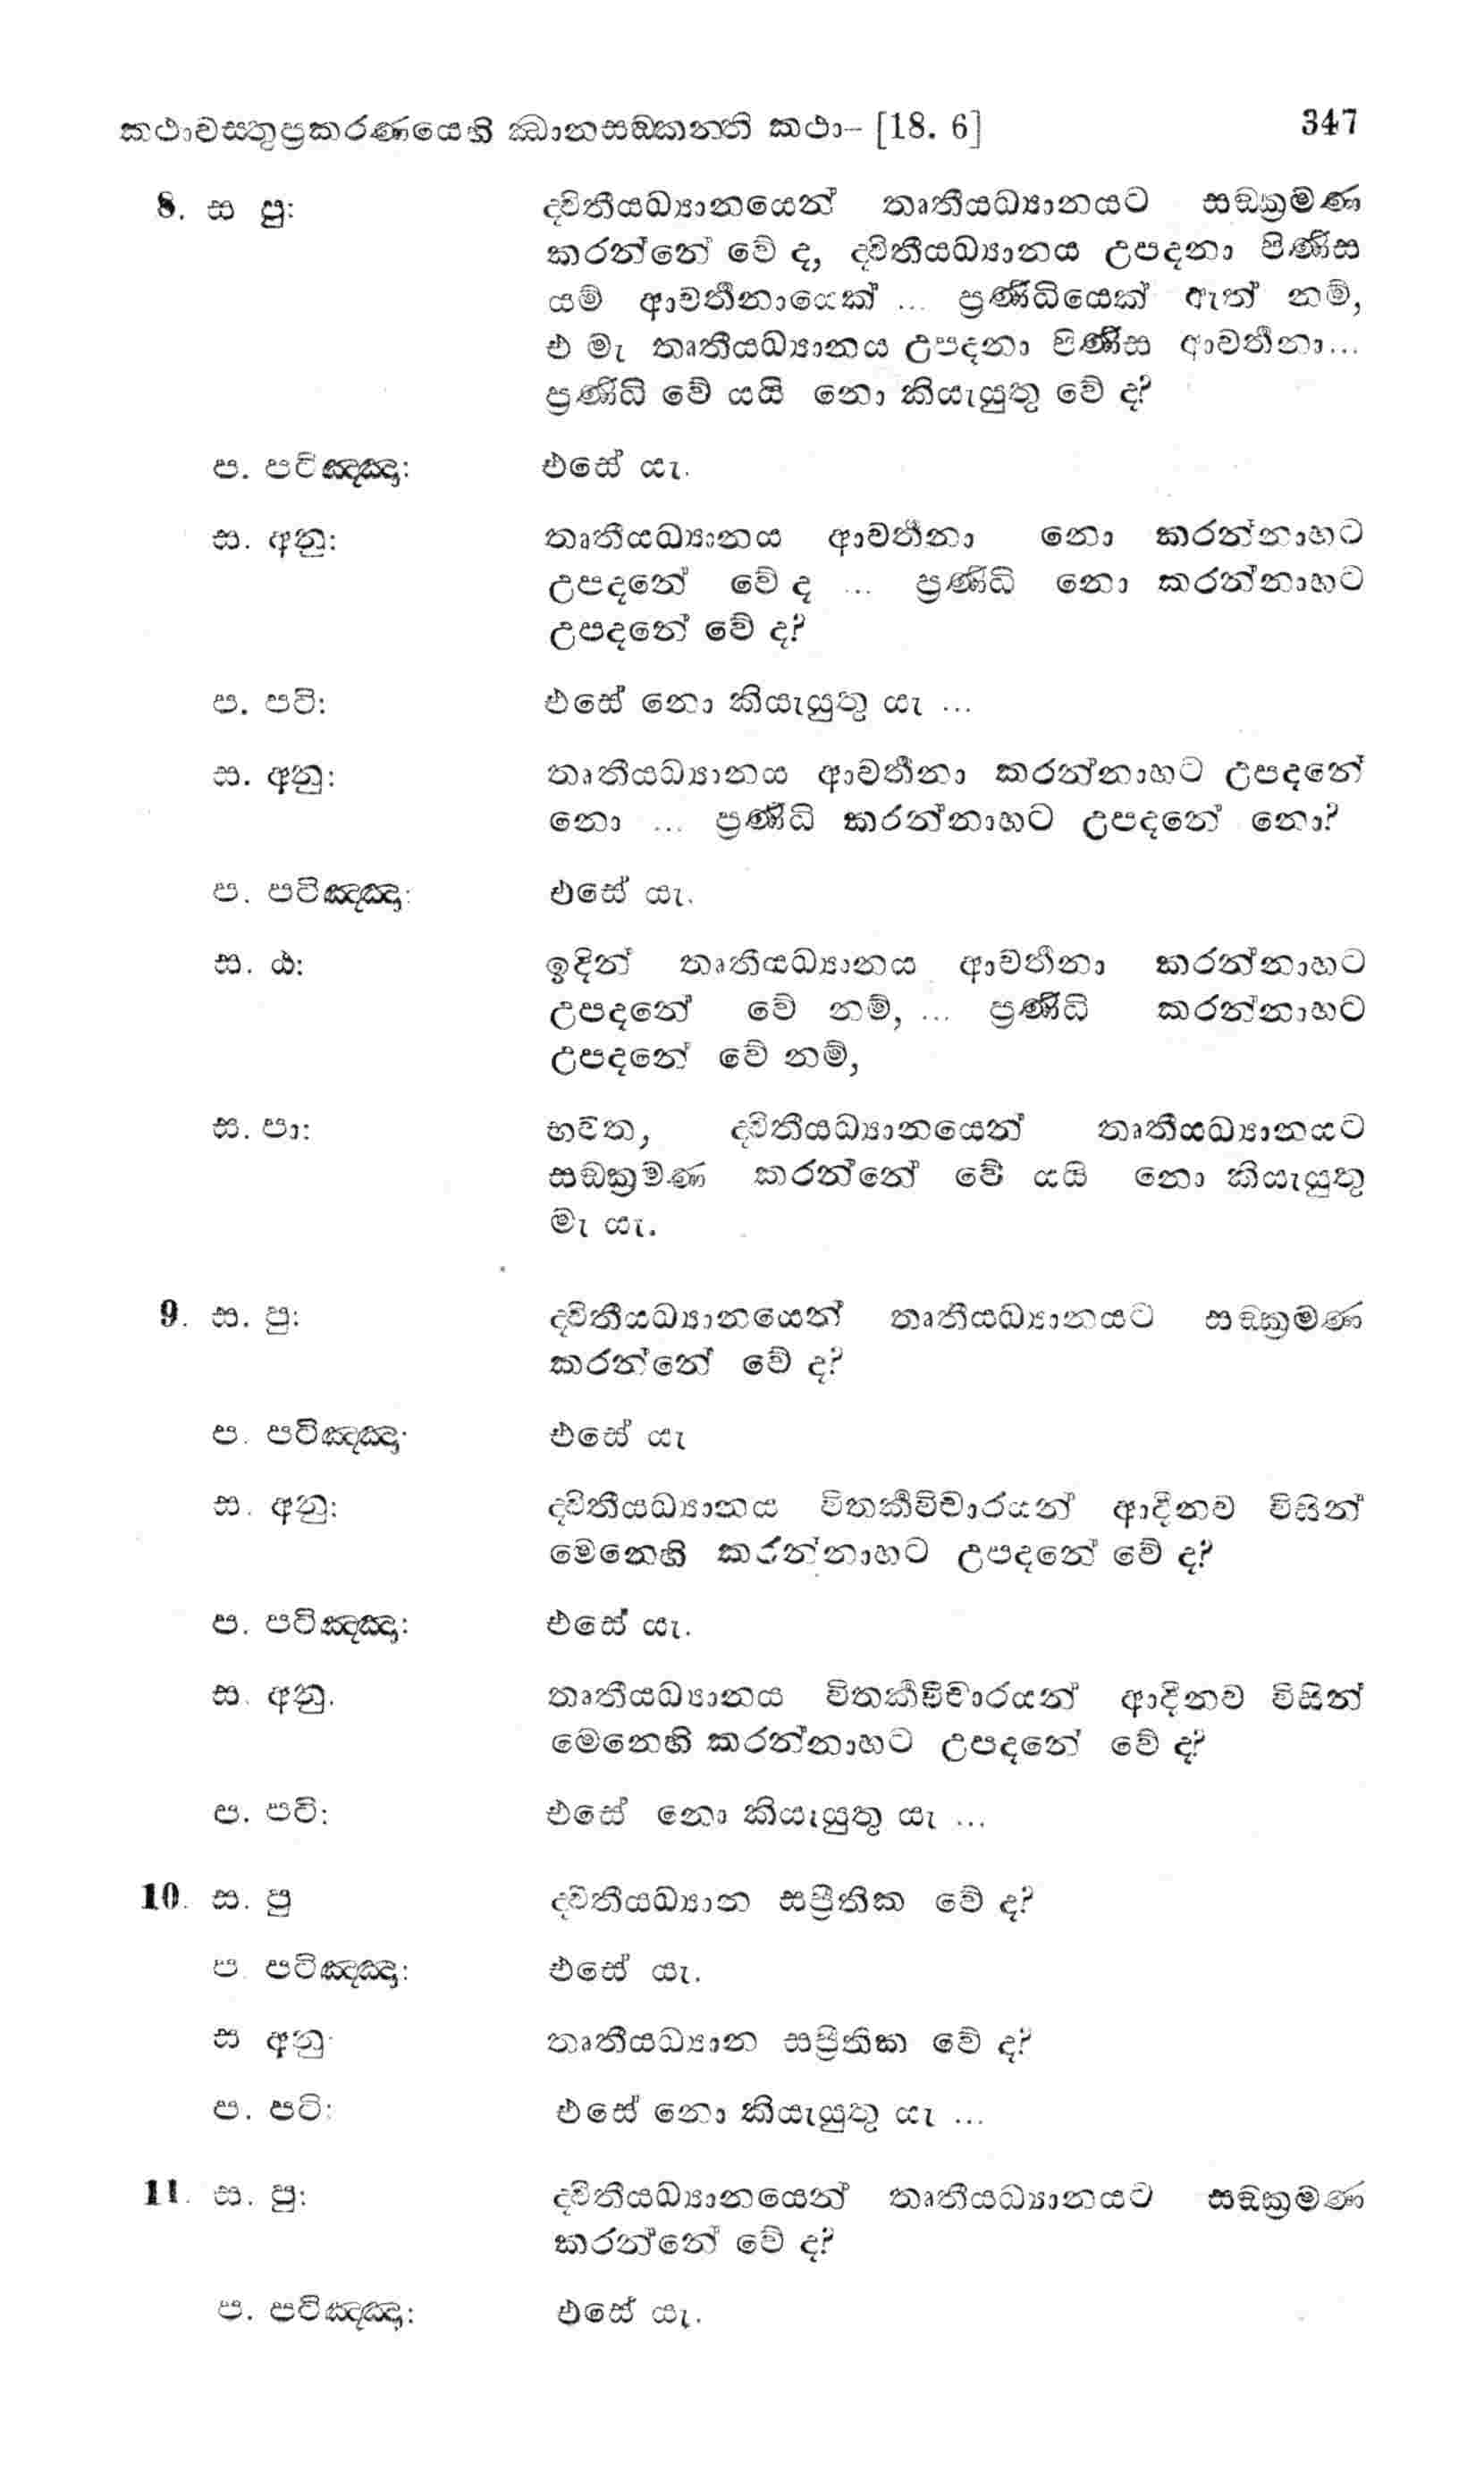 කථාවස්තුප්‍රකරණයෙහි ඣානසඞ්කන්ති කථා– [18. 6] 347
8. ස පු: ද්විතීයධ්‍යානයෙන් තෘතීයධ්‍යානයට සඞ්ක්‍රමණ
කරන්නේ වේ ද, ද්විතීයධ්‍යානය උපදනා පිණිස
යම් ආවර්තනායෙක් ... ප්‍රණිධියෙක් ඇත් නම්,
එ මැ තෘතීයධ්‍යානය උපදනා පිණිස ආවර්තනා...
ප්‍රණිධි වේ යයි නො කියැයුතු වේ ද?
ප. පටිඤ්ඤා: එසේ යැ.
ස. අනු: තෘතීයධ්‍යානය ආවර්තනා නො කරන්නාහට
උපදනේ වේ ද ... ප්‍රණිධි නො කරන්නාහට
උපදනේ වේ ද?
ප. පටි: එසේ නො කියැයුතු යැ ...
ස. අනු: තෘතීයධ්‍යානය ආවර්තනා කරන්නාහට උපදනේ
නො ... ප්‍රණිධි කරන්නාහට උපදනේ නො?
ප. පටිඤ්ඤා: එසේ යැ.
ස. ඨ: ඉදින් තෘතීයධ්‍යානය ආවර්තනා කරන්නාහට
උපදනේ වේ නම්, ... ප්‍රණිධි කරන්නාහට
උපදනේ වේ නම්,
ස. පා: භවත, ද්විතීයධ්‍යානයෙන් තෘතීයධ්‍යානයට
සඞ්ක්‍රමණ කරන්නේ වේ යයි නො කියැයුතු
මැ යැ.
9. ස. පු: ද්විතීයධ්‍යානයෙන් තෘතීයධ්‍යානයට සඞ්ක්‍රමණ
කරන්නේ වේ ද?
ප. පටිඤ්ඤා: එසේ යැ
ස. අනු: ද්විතීයධ්‍යානය විතර්කවිචාරයන් ආදීනව විසින්
මෙනෙහි කරන්නාහට උපදනේ වේ ද?
ප. පටිඤ්ඤා: එසේ යැ.
ස. අනු. තෘතීයධ්‍යානය විතර්කවිචාරයන් ආදීනව විසින්
මෙනෙහි කරන්නාහට උපදනේ වේ ද?
ප. පටි: එසේ නො කියැයුතු යැ ...
10. ස. පු ද්විතීයධ්‍යාන සප්‍රීතික වේ ද?
ප. පටිඤ්ඤා: එසේ යැ.
ස අනු තෘතීයධ්‍යාන සප්‍රීතික වේ ද?
ප. පටි: එසේ නො කියැයුතු යැ ...
11. ස. පු: ද්විතීයධ්‍යානයෙන් තෘතීයධ්‍යානයට සඞ්ක්‍රමණ
කරන්නේ වේ ද?
ප. පටිඤ්ඤා: එසේ යැ.